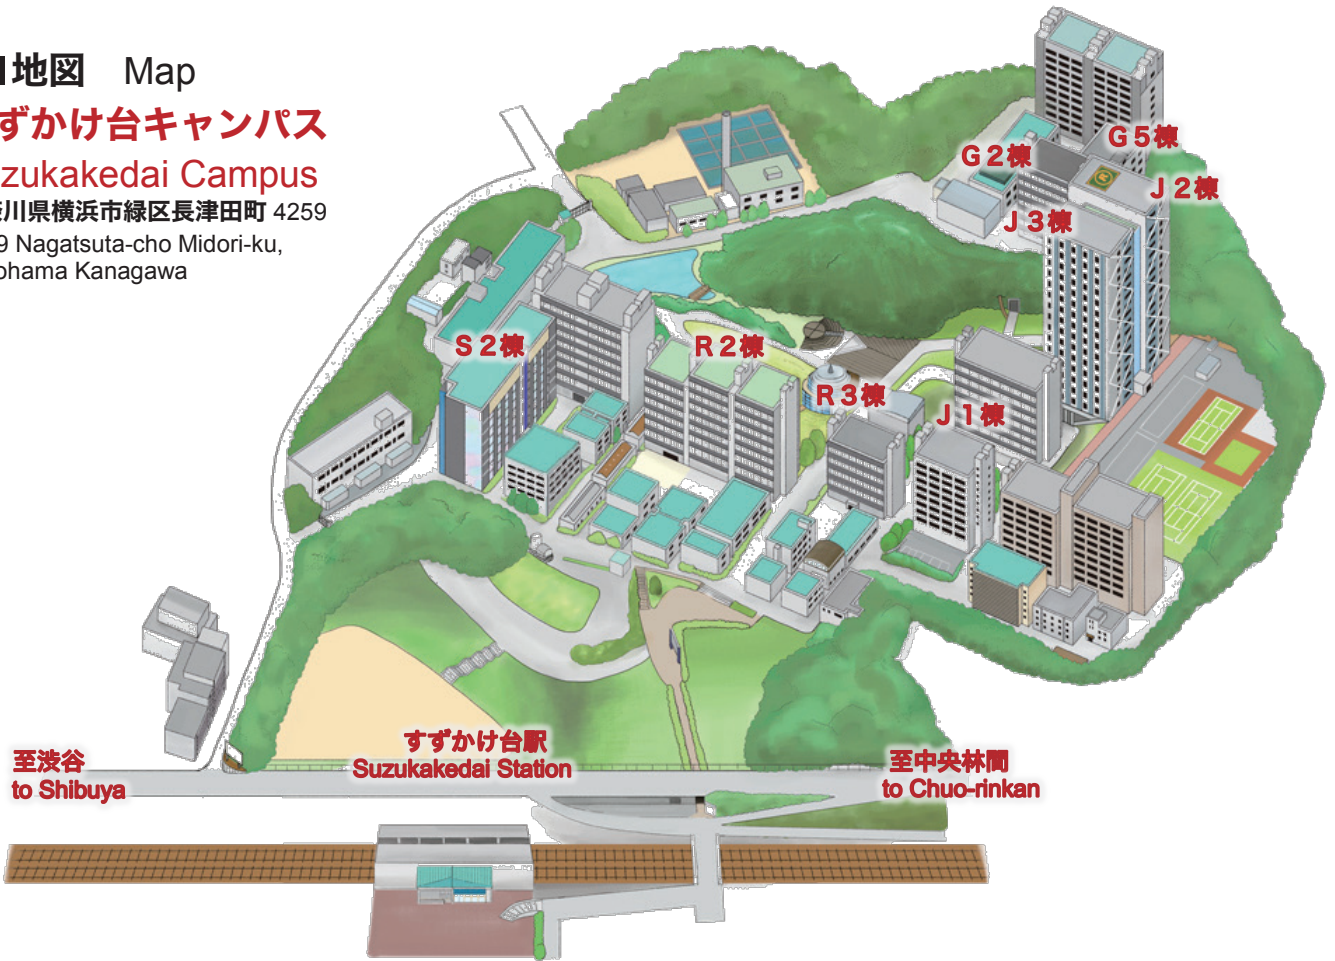 地図 Map
ずかけ台キャンパス
zukakedai Campus
川県横浜市緑区長津田町 4259
9 Nagatsuta-cho Midori-ku,
ohama Kanagawa
G5棟
G2棟
J2棟
J3棟
S2棟
R2棟
R3棟
J1棟
すずかけ台駅
Suzukakedai Station
至渋谷
to Shibuya
至中央林間
to Chuo-rinkan